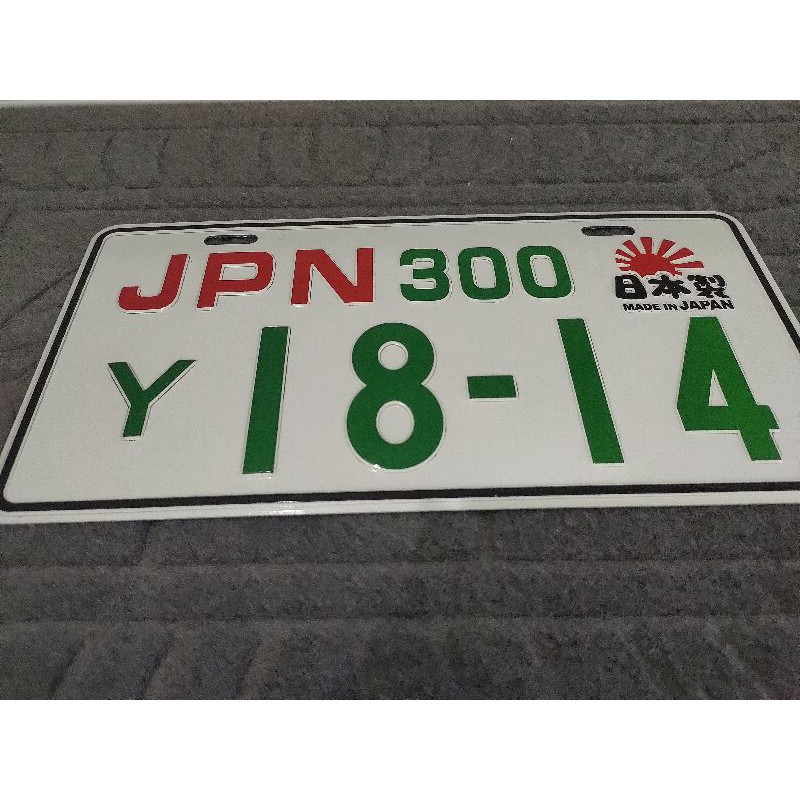 JPN 300
日本製
MADE IN JAPAN
Y 18-14